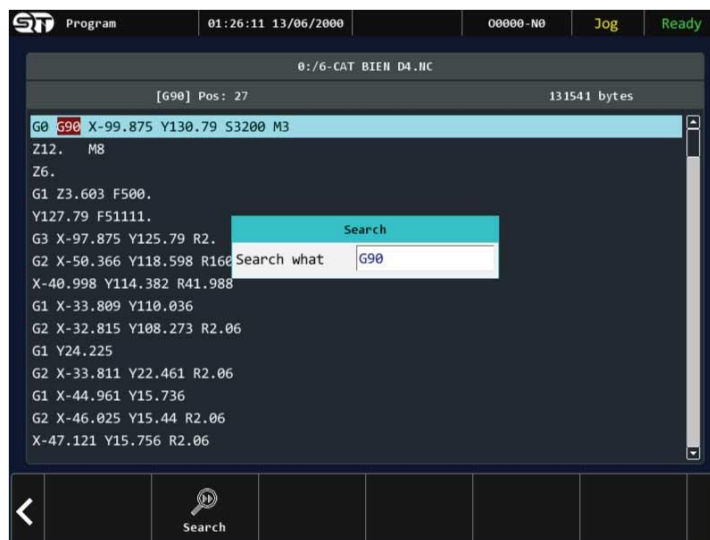 ST Program 01:26:11 13/06/2000 O0000-N0 Jog Ready
0:/6-CAT BIEN D4.NC
[G90] Pos: 27 131541 bytes
G0 G90 X-99.875 Y130.79 S3200 M3
Z12. M8
Z6.
G1 Z3.603 F500.
Y127.79 F51111.
G3 X-97.875 Y125.79 R2.
G2 X-50.366 Y118.598 R160
X-40.998 Y114.382 R41.988
G1 X-33.809 Y110.036
G2 X-32.815 Y108.273 R2.06
G1 Y24.225
G2 X-33.811 Y22.461 R2.06
G1 X-44.961 Y15.736
G2 X-46.025 Y15.44 R2.06
X-47.121 Y15.756 R2.06
Search
Search what G90
Search